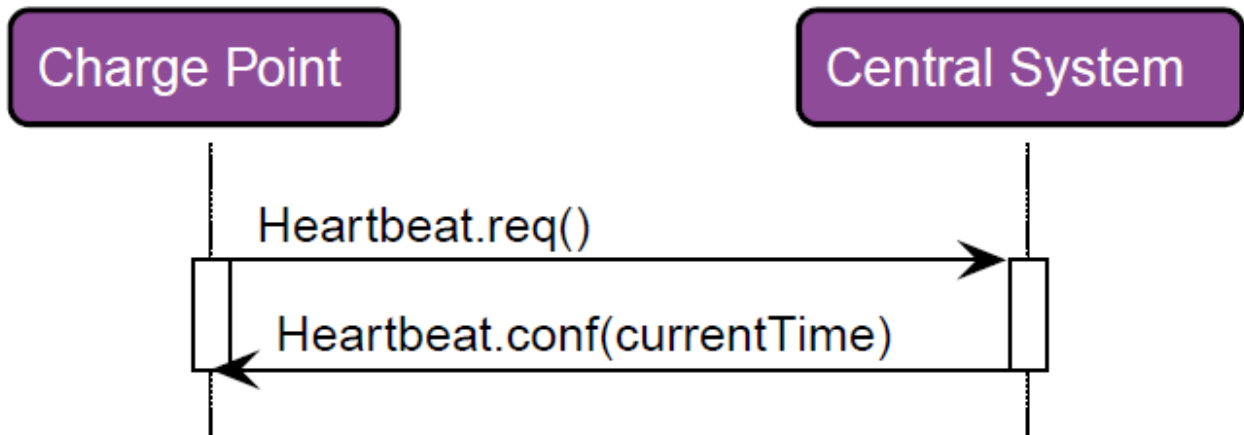 Charge Point
Central System
Heartbeat.req()
Heartbeat.conf(currentTime)